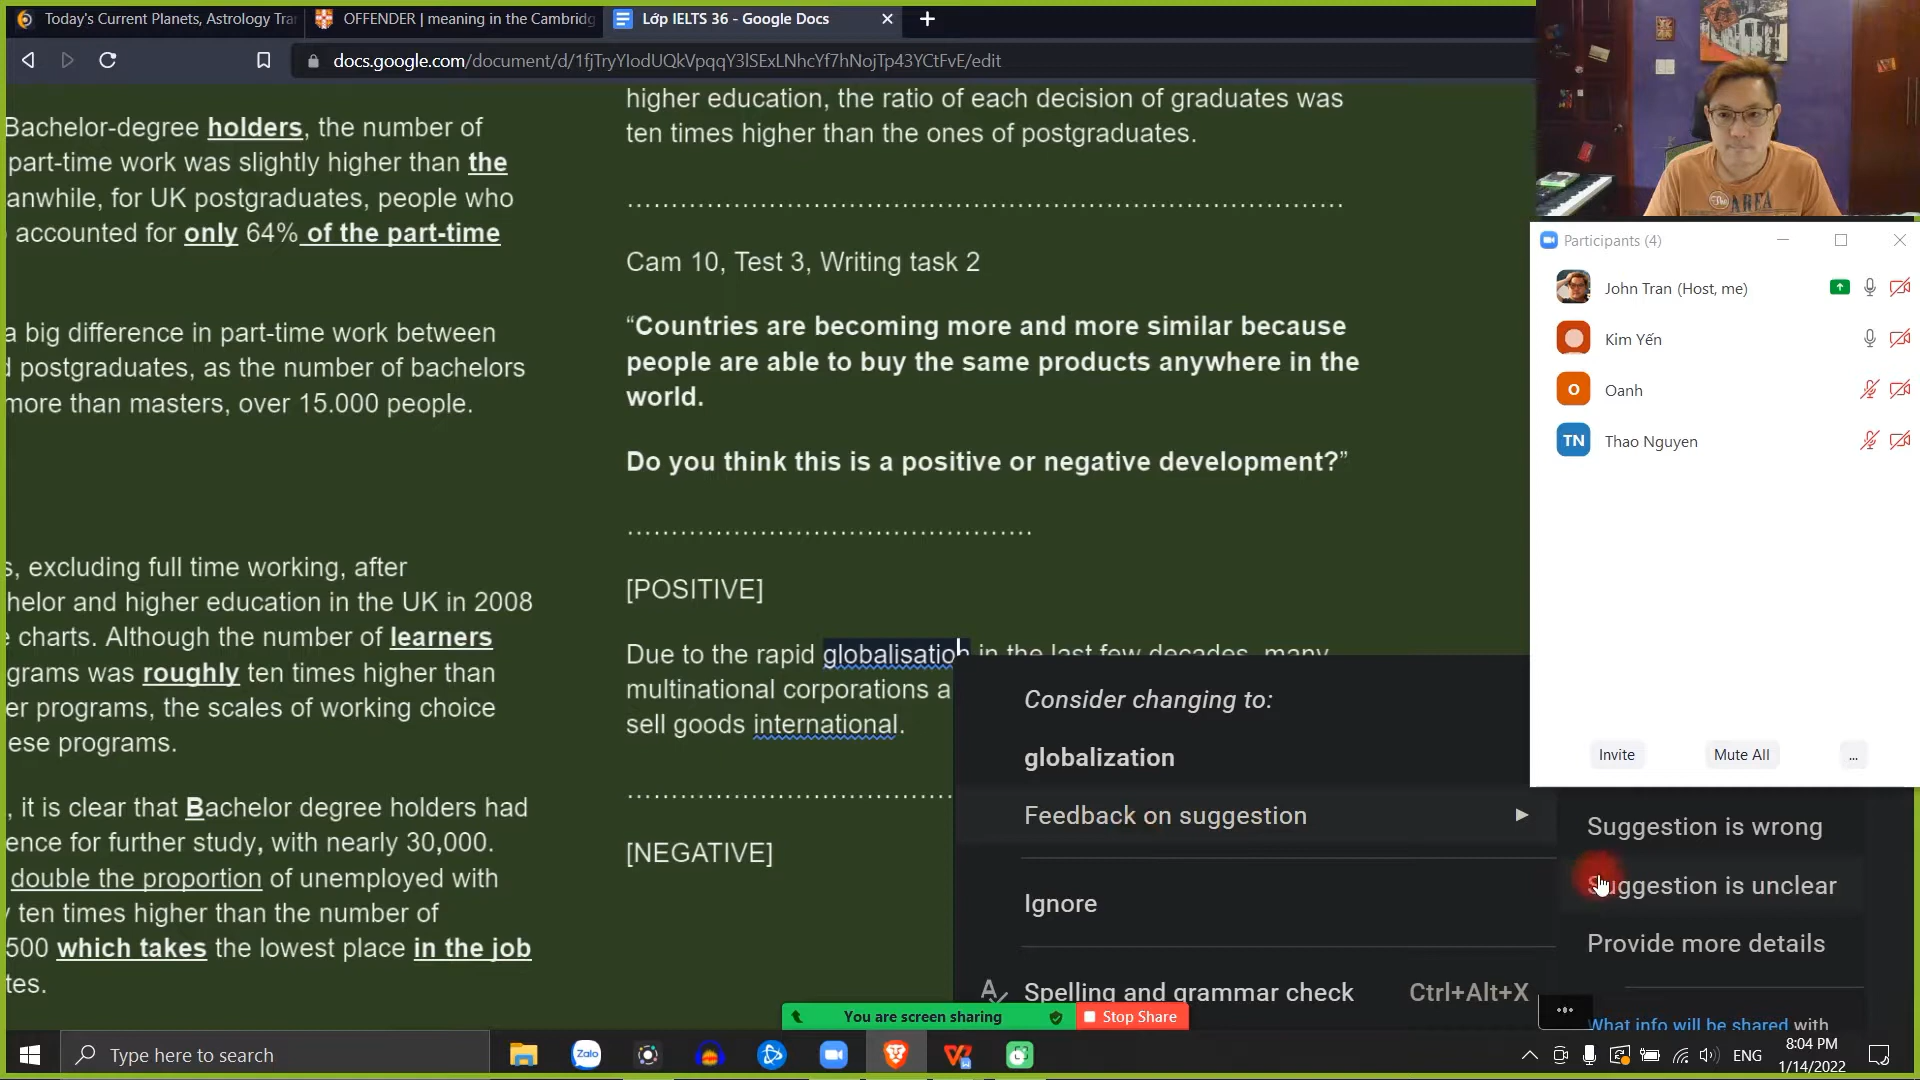 Today's Current Planets, Astrology Tra
OFFENDER | meaning in the Cambridg
Lớp IELTS 36 - Google Docs
docs.google.com/document/d/1fjTryYlodUQkVpqqY3lSExLNhcYf7hNojTp43YCtFvE/edit
Bachelor-degree holders, the number of
part-time work was slightly higher than the
anwhile, for UK postgraduates, people who
accounted for only 64% of the part-time
a big difference in part-time work between
postgraduates, as the number of bachelors
more than masters, over 15.000 people.
s, excluding full time working, after
helor and higher education in the UK in 2008
charts. Although the number of learners
grams was roughly ten times higher than
er programs, the scales of working choice
ese programs.
, it is clear that Bachelor degree holders had
ence for further study, with nearly 30,000.
double the proportion of unemployed with
ten times higher than the number of
500 which takes the lowest place in the job
tes.
higher education, the ratio of each decision of graduates was
ten times higher than the ones of postgraduates.
Cam 10, Test 3, Writing task 2
“Countries are becoming more and more similar because
people are able to buy the same products anywhere in the
world.
Do you think this is a positive or negative development?”
[POSITIVE]
Due to the rapid globalisation in the last few decades, many
multinational corporations a
sell goods international.
[NEGATIVE]
Consider changing to:
globalization
Feedback on suggestion
Ignore
Spelling and grammar check Ctrl+Alt+X
Suggestion is wrong
Suggestion is unclear
Provide more details
What info will be shared with
AREA
Participants (4)
John Tran (Host, me)
Kim Yến
O Oanh
TN Thao Nguyen
Invite
Mute All
...
You are screen sharing
Stop Share
Type here to search
Zalo
ENG
8:04 PM
1/14/2022